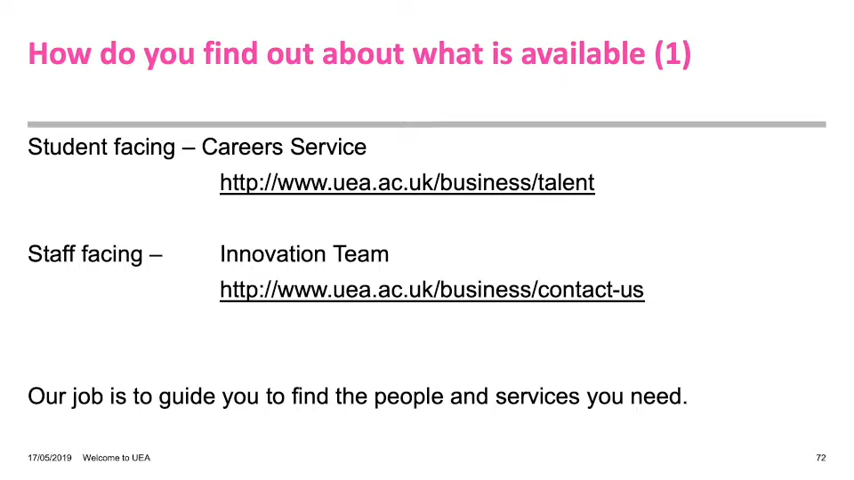 How do you find out about what is available (1)
Student facing – Careers Service
http://www.uea.ac.uk/business/talent
Staff facing – Innovation Team
http://www.uea.ac.uk/business/contact-us
Our job is to guide you to find the people and services you need.
17/05/2019 Welcome to UEA 72